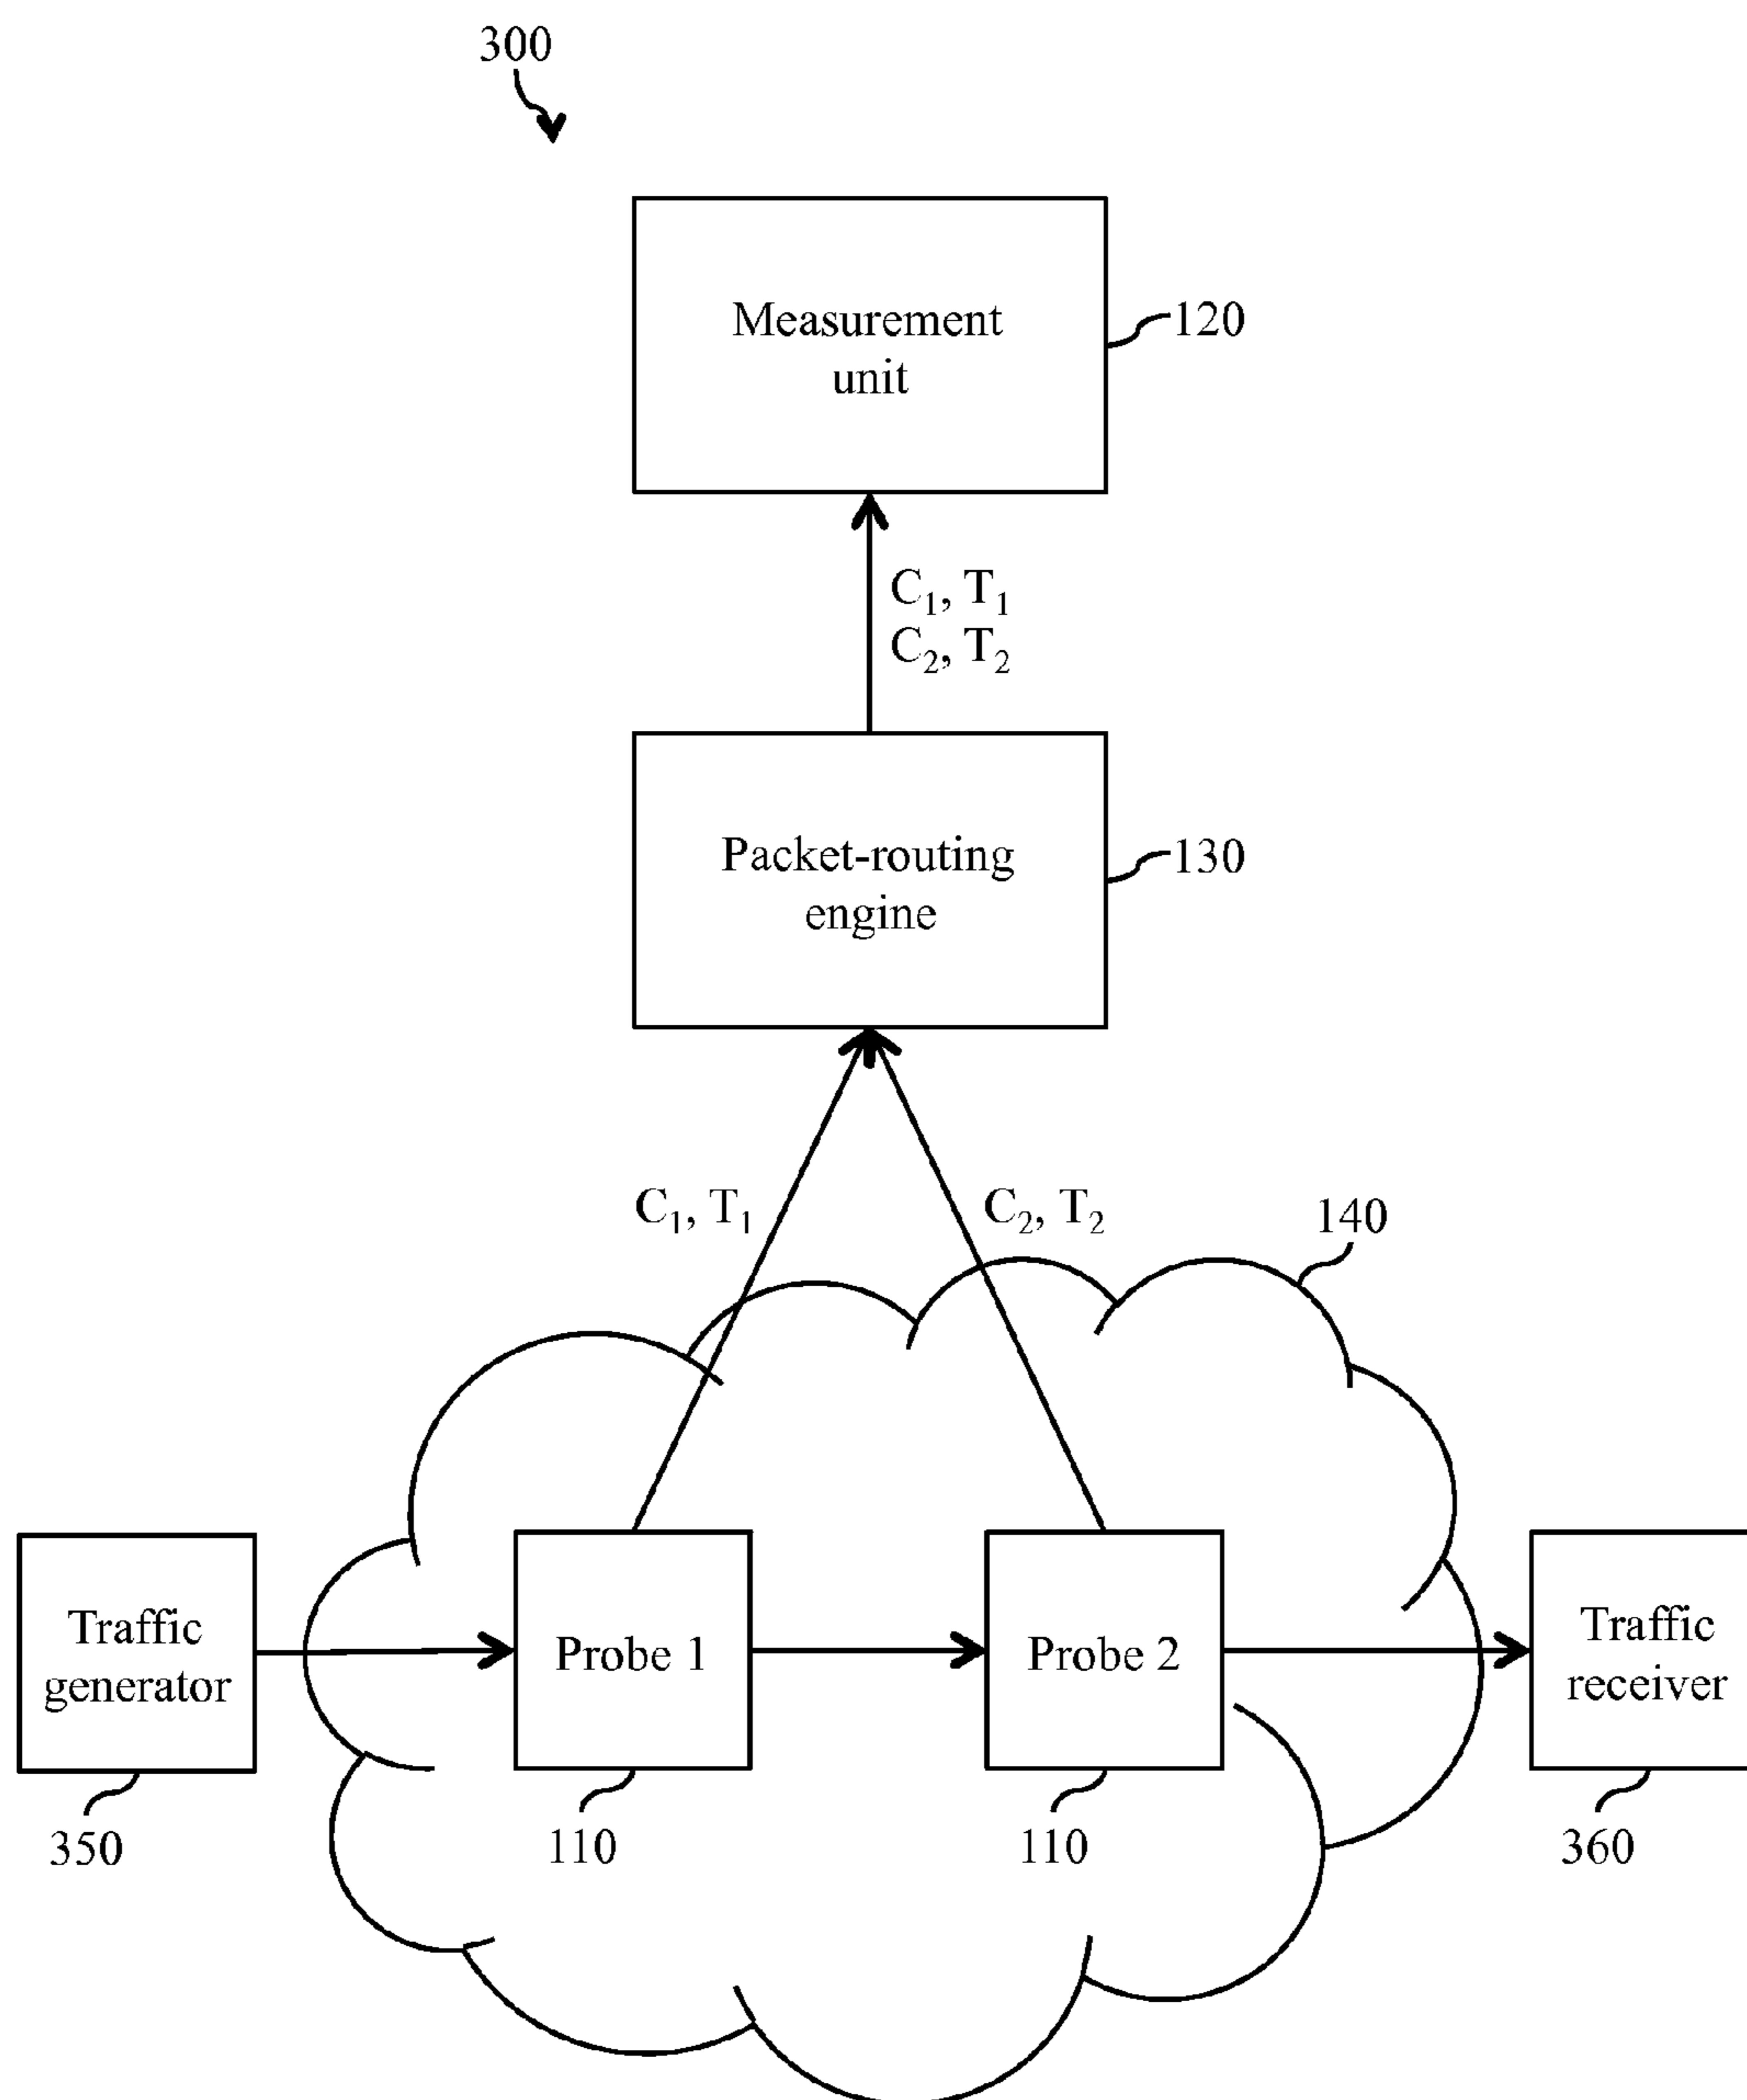 300
Measurement
unit
120
C₁, T₁
C₂, T₂
Packet-routing
engine
130
C₁, T₁
C₂, T₂
140
Traffic
generator
Probe 1
Probe 2
Traffic
receiver
350
110
110
360